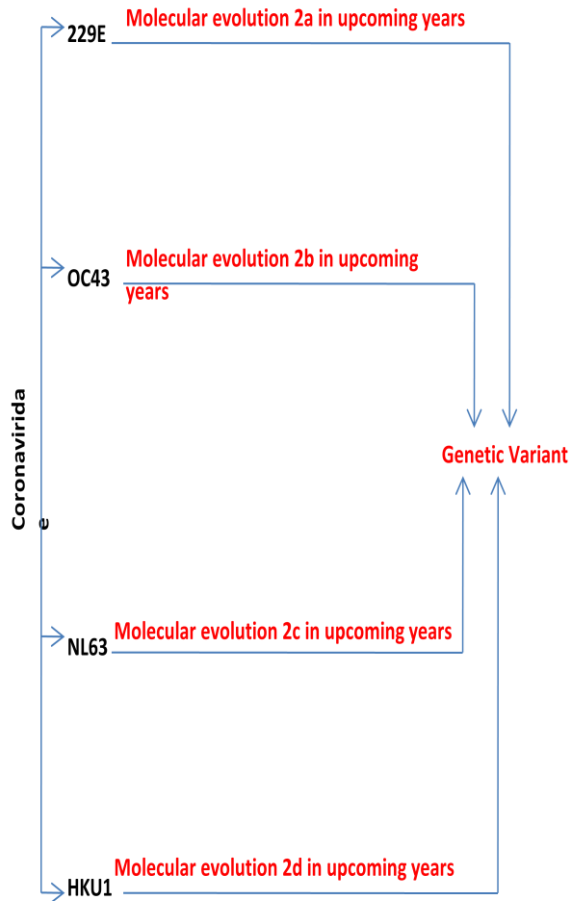 Molecular evolution 2a in upcoming years
229E
Molecular evolution 2b in upcoming
years
OC43
Coronavirida
e
Genetic Variant
Molecular evolution 2c in upcoming years
NL63
Molecular evolution 2d in upcoming years
HKU1